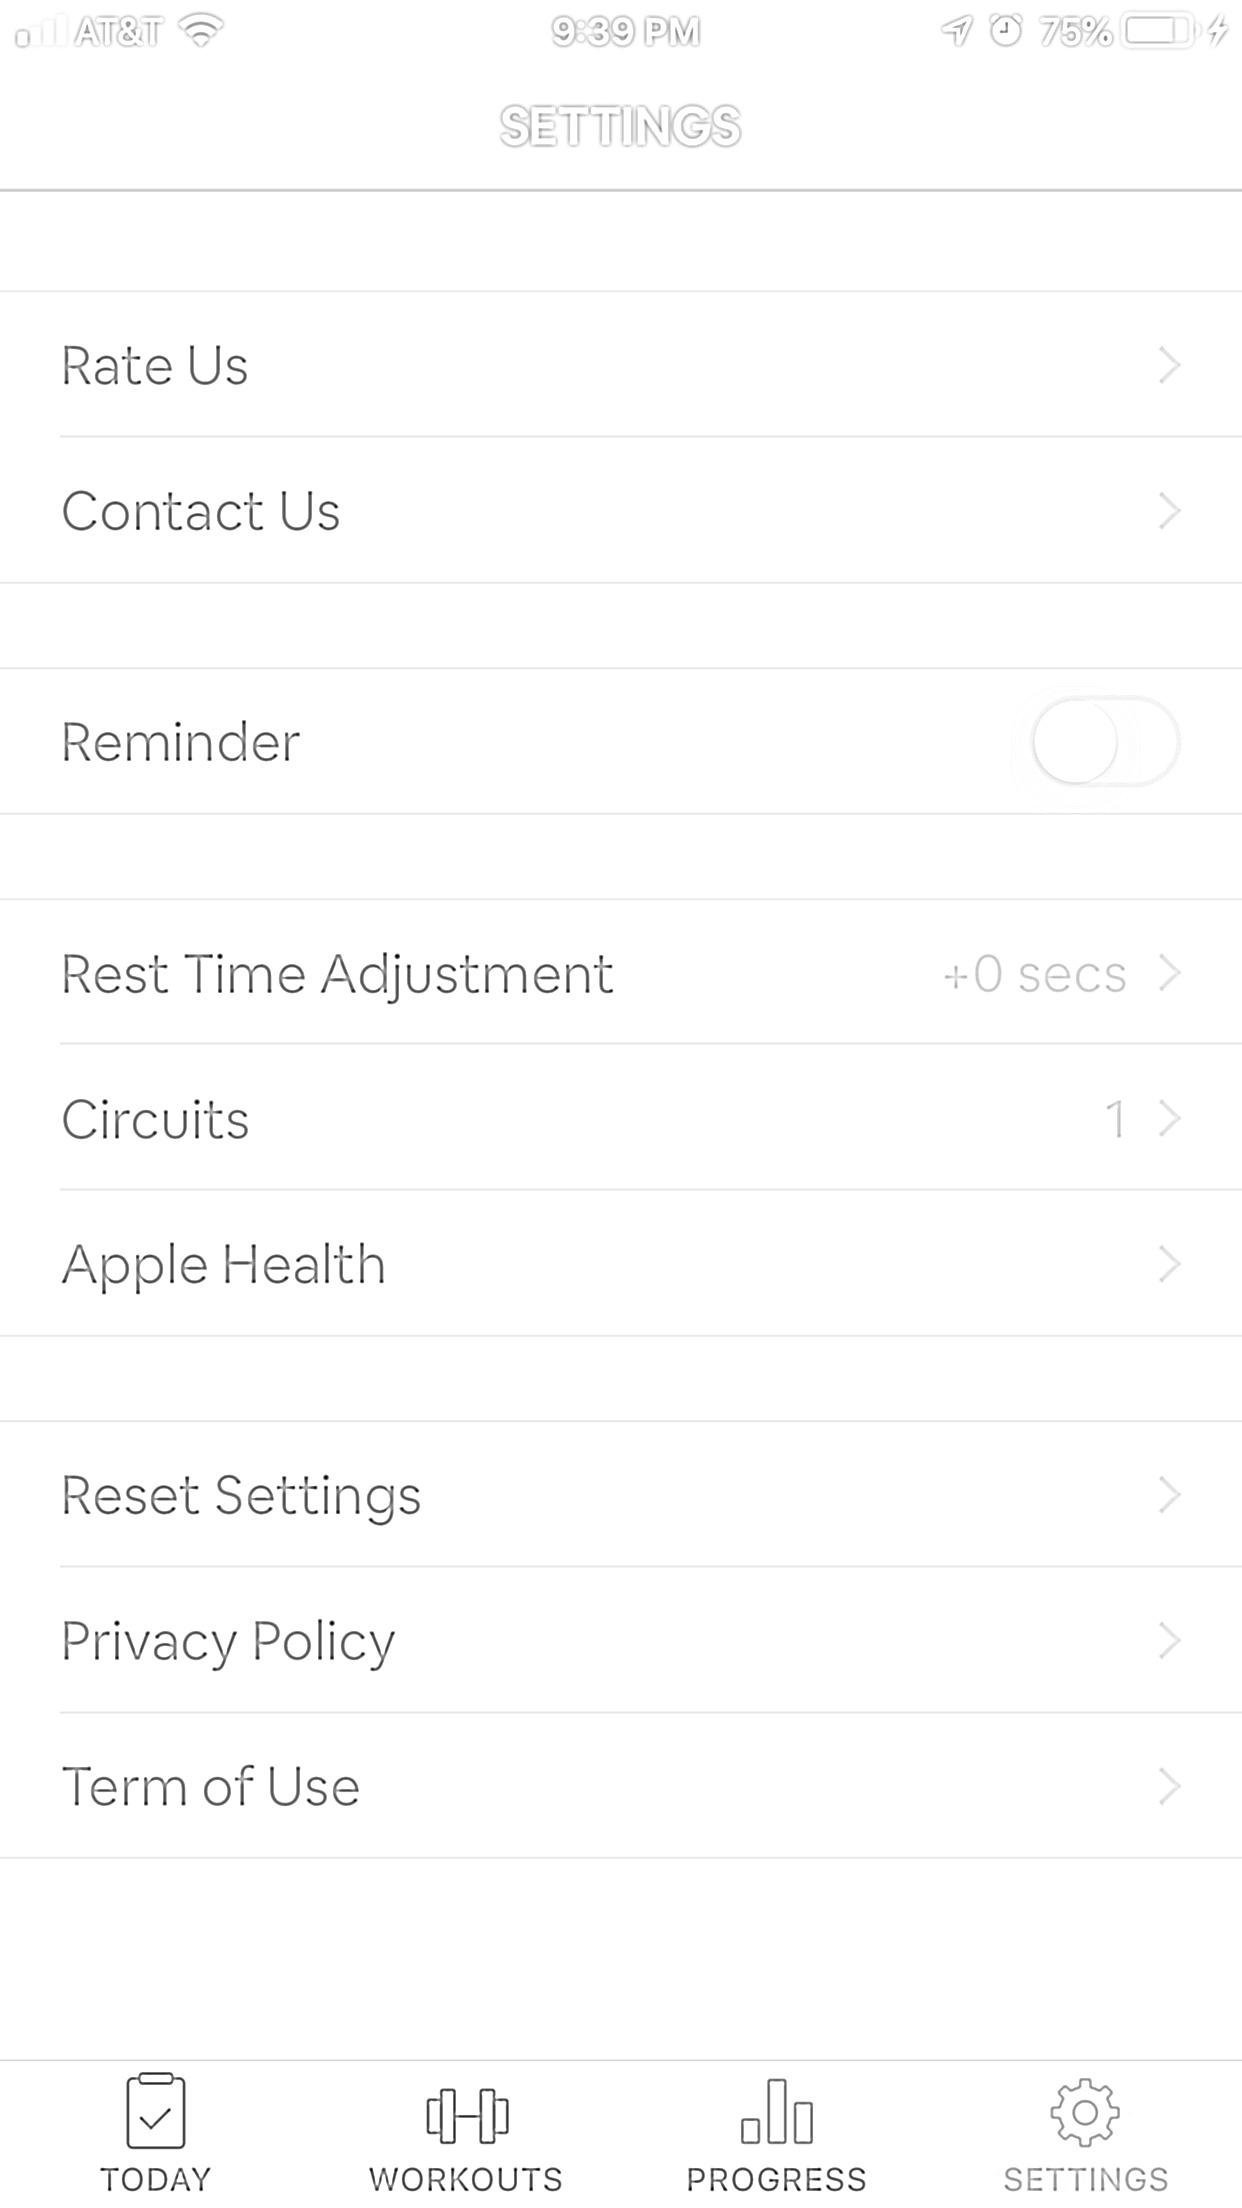 AT&T 9:39 PM 75%
SETTINGS
Rate Us
Contact Us
Reminder
Rest Time Adjustment +0 secs
Circuits 1
Apple Health
Reset Settings
Privacy Policy
Term of Use
TODAY WORKOUTS PROGRESS SETTINGS